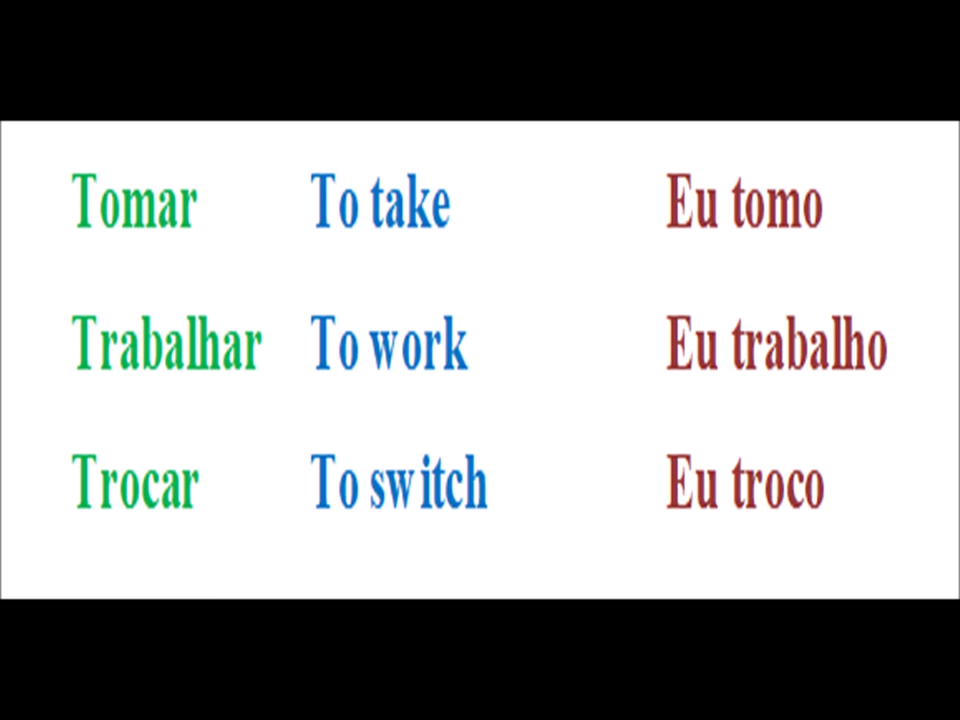 Tomar To take Eu tomo
Trabalhar To work Eu trabalho
Trocar To switch Eu troco